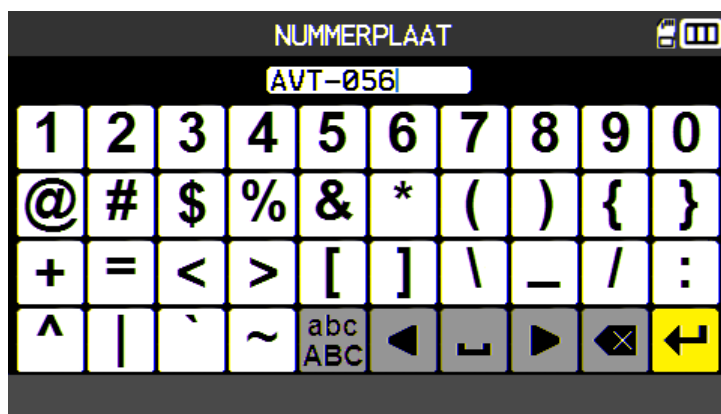 NUMMERPLAAT
AVT-056
1 2 3 4 5 6 7 8 9 0
@ # $ % & * ( ) { }
+ = < > [ ] \ _ / :
^ | ` ~ abc
ABC